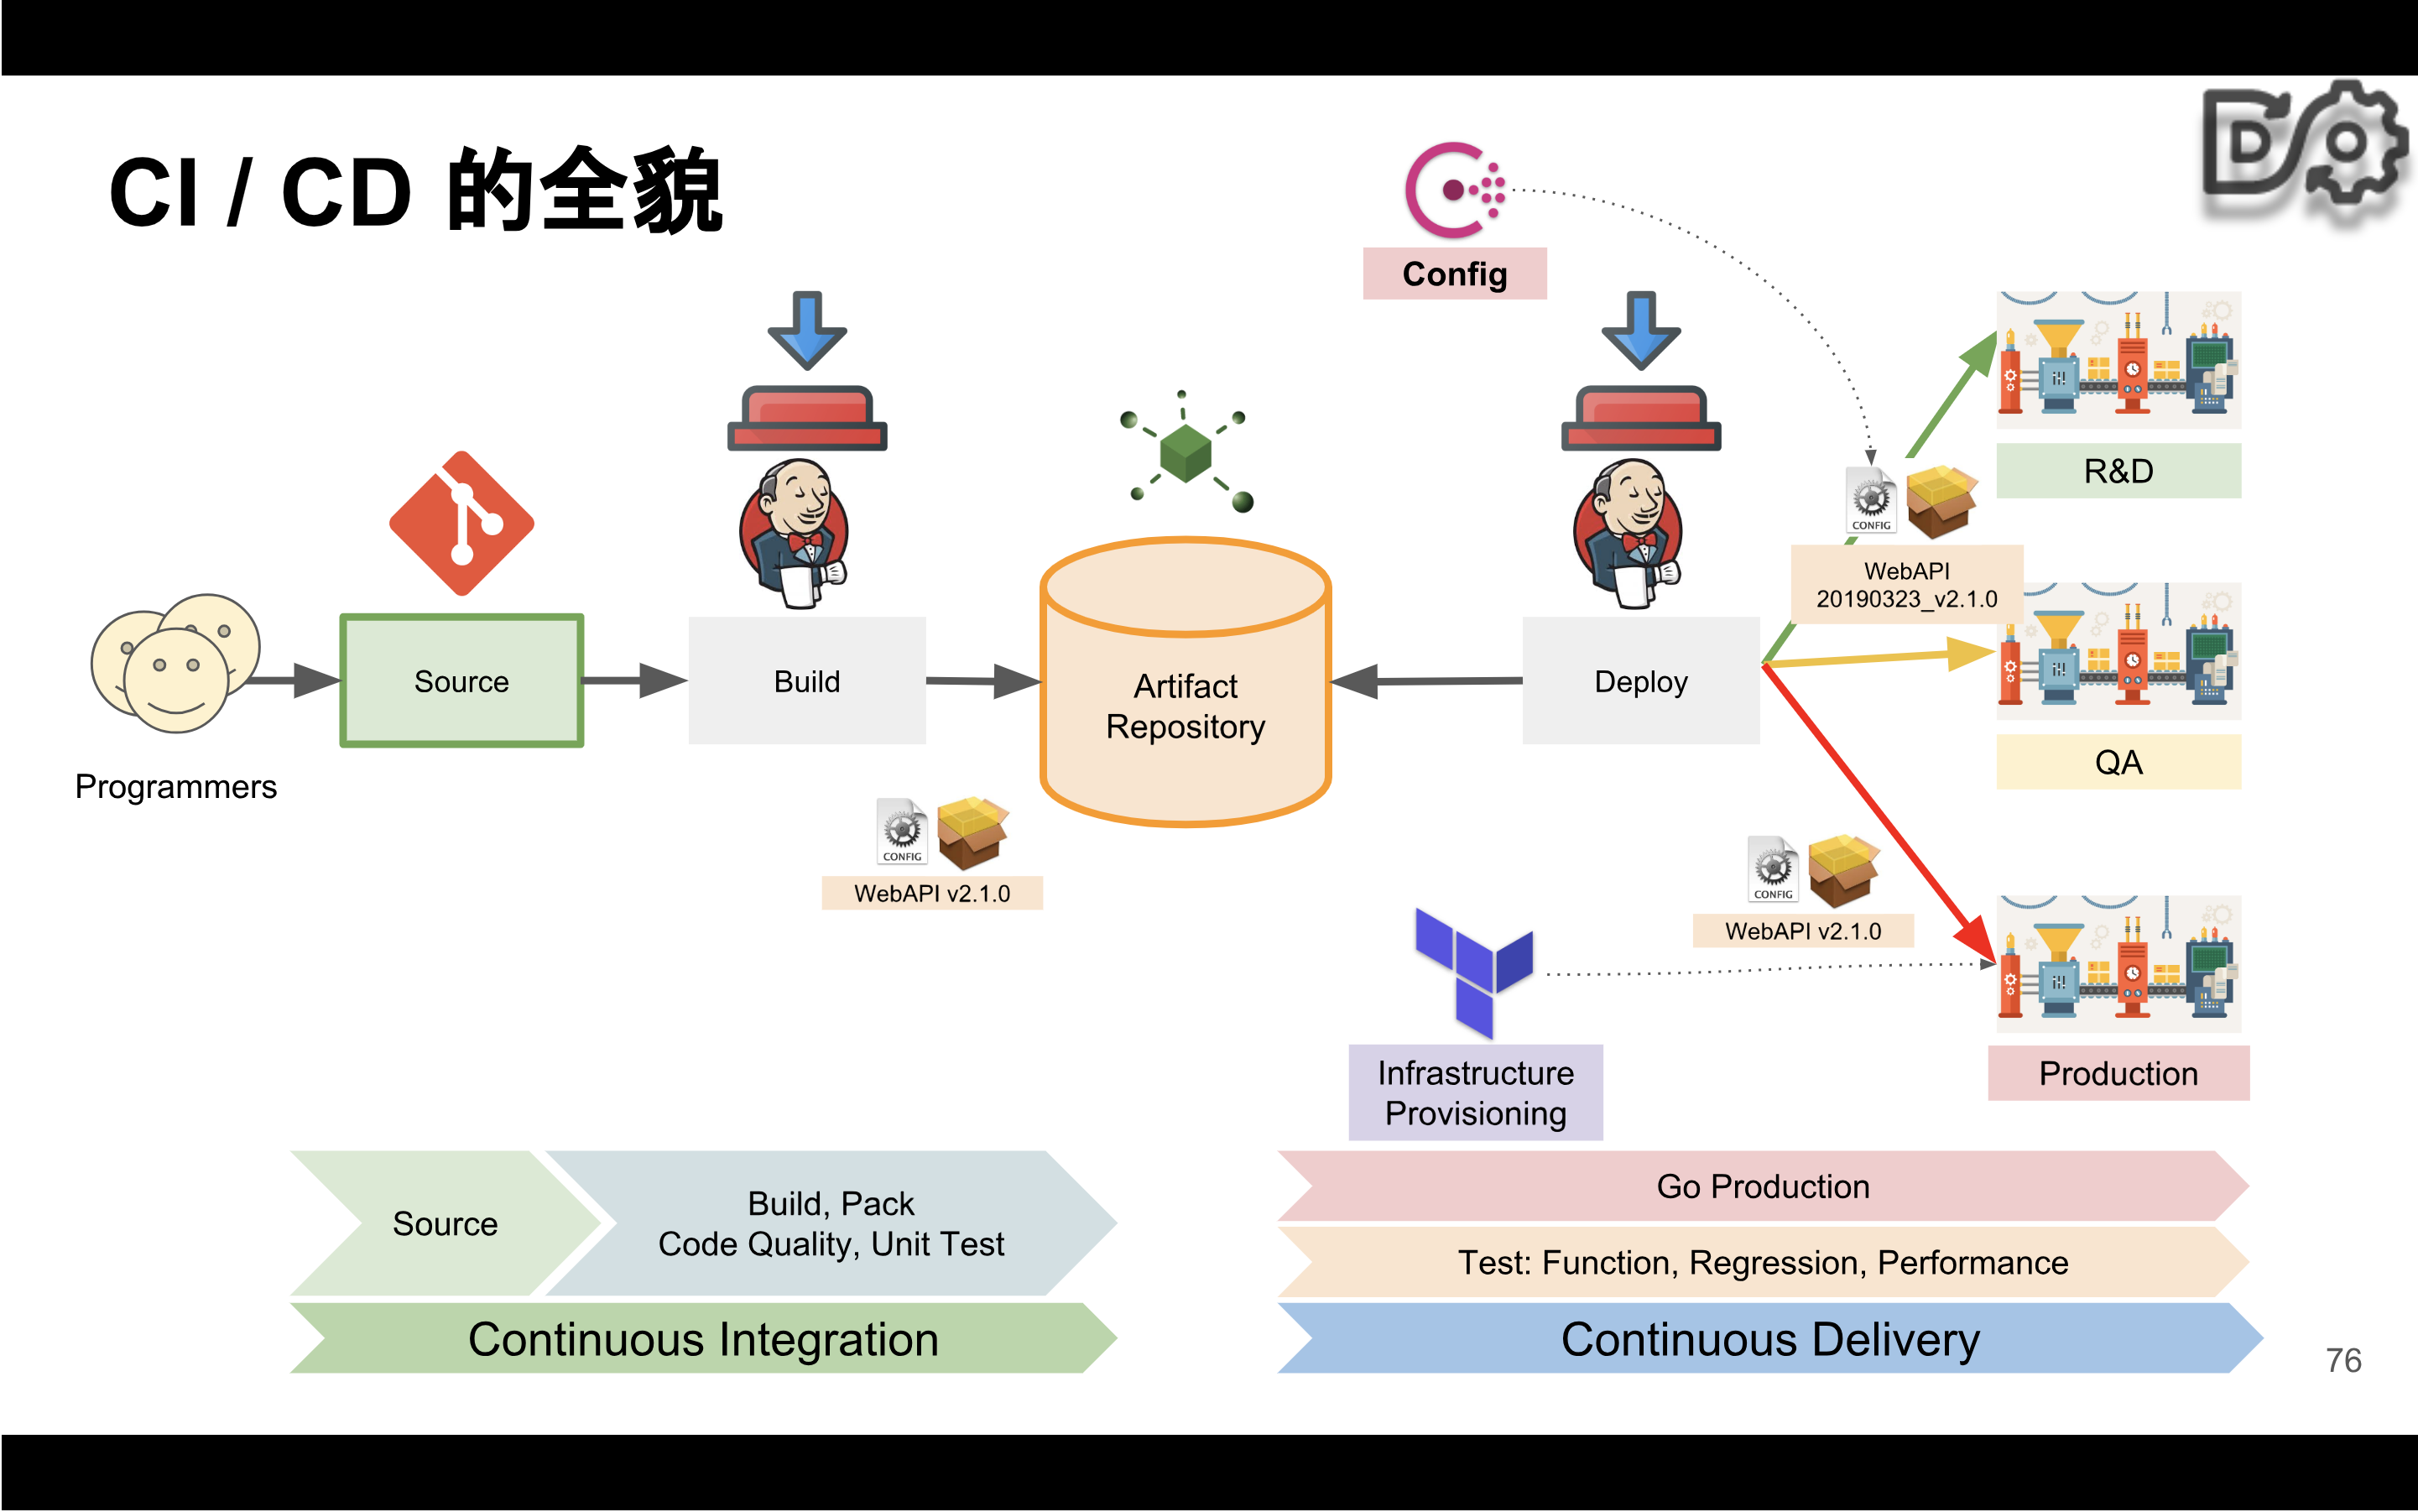 CI / CD 的全貌
Config
R&D
WebAPI
20190323_v2.1.0
CONFIG
Programmers
Source
Build
Artifact
Repository
Deploy
QA
CONFIG
WebAPI v2.1.0
CONFIG
WebAPI v2.1.0
Infrastructure
Provisioning
Production
Source
Build, Pack
Code Quality, Unit Test
Continuous Integration
Go Production
Test: Function, Regression, Performance
Continuous Delivery
76